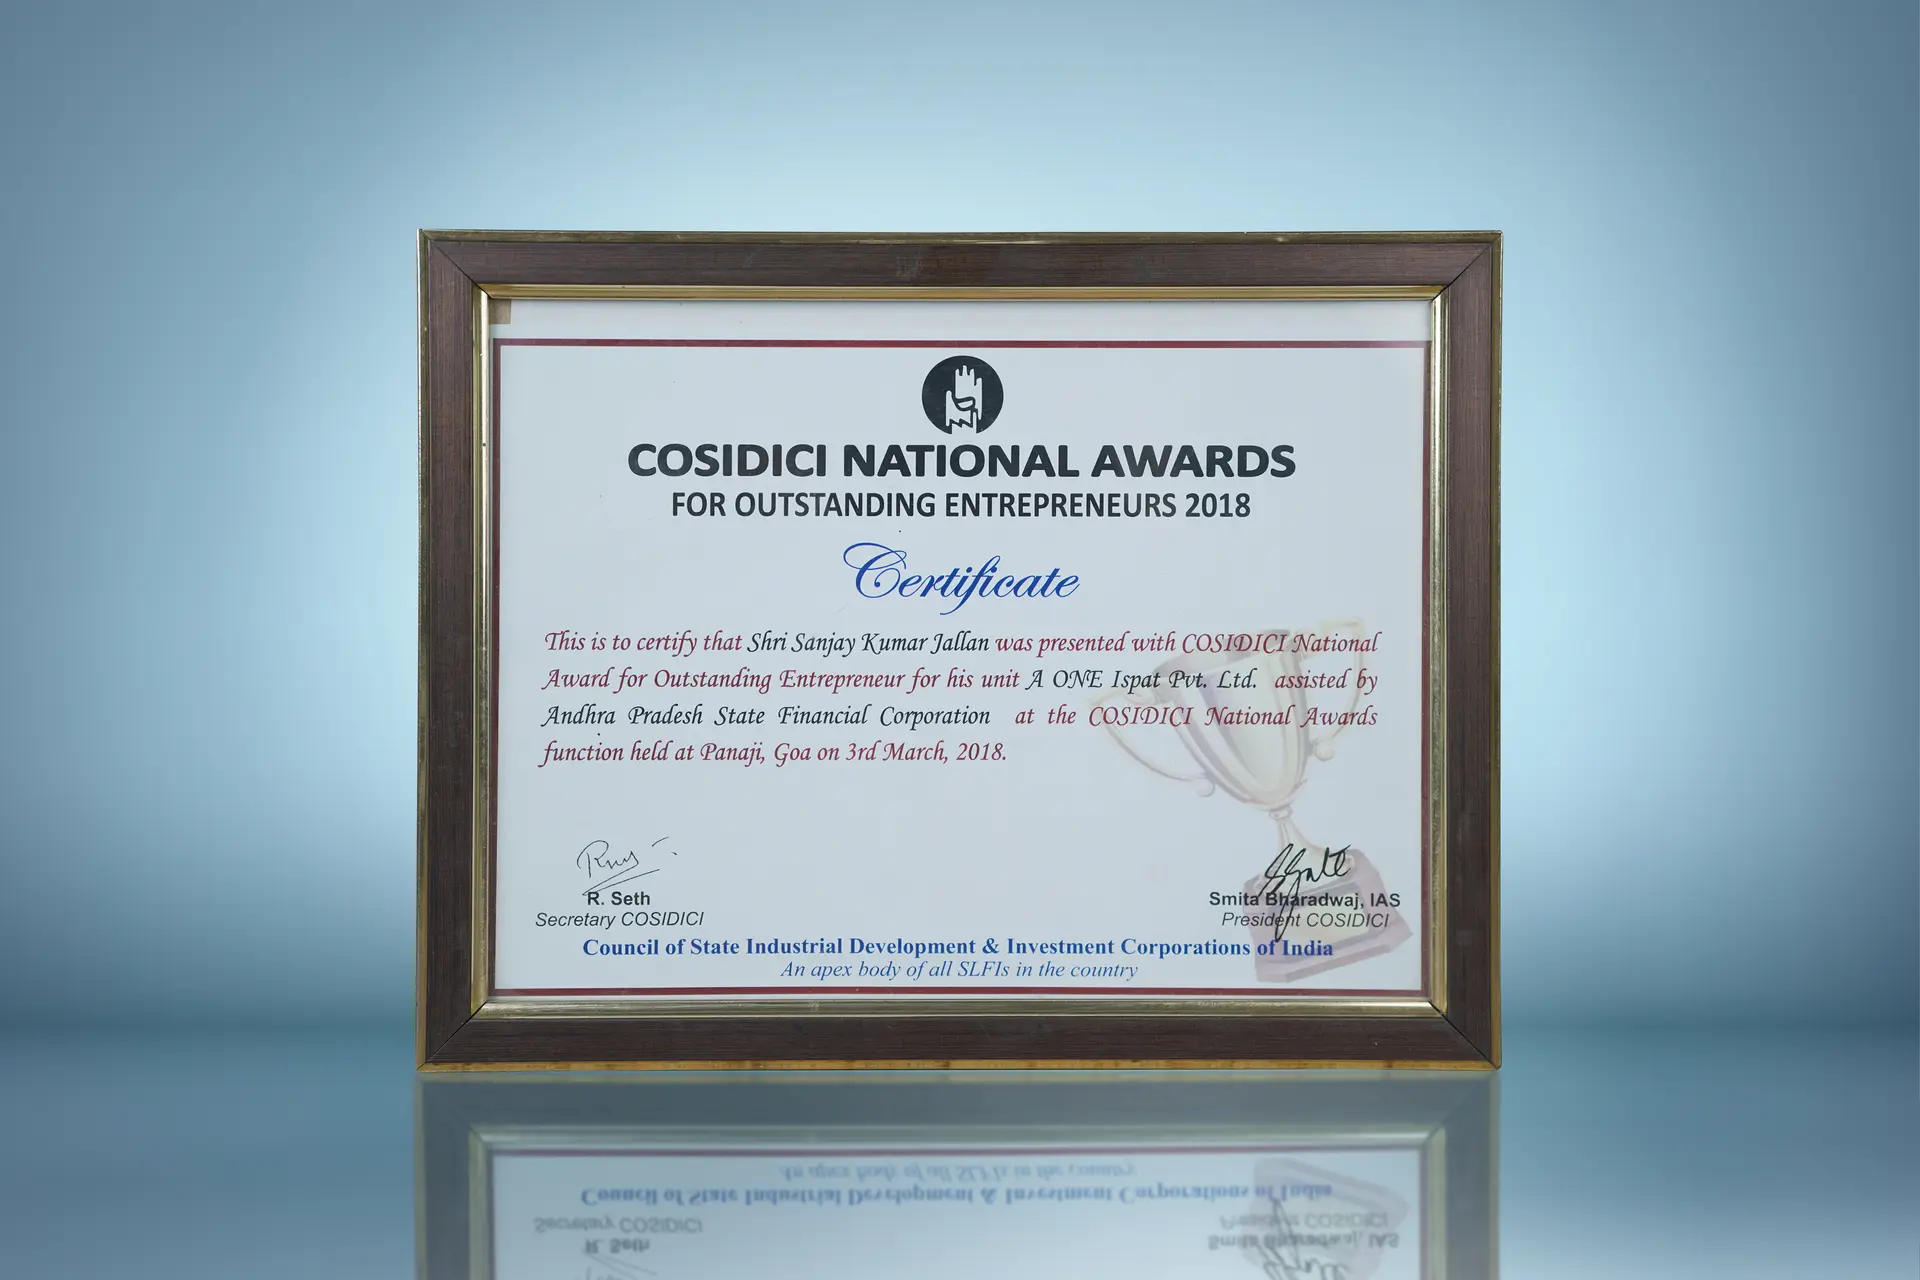 COSIDICI NATIONAL AWARDS
FOR OUTSTANDING ENTREPRENEURS 2018
Certificate
This is to certify that Shri Sanjay Kumar Jallan was presented with COSIDICI National
Award for Outstanding Entrepreneur for his unit A ONE Ispat Pvt. Ltd. assisted by
Andhra Pradesh State Financial Corporation at the COSIDICI National Awards
function held at Panaji, Goa on 3rd March, 2018.
R. Seth
Secretary COSIDICI
Smita Bharadwaj, IAS
President COSIDICI
Council of State Industrial Development & Investment Corporations of India
An apex body of all SLFIs in the country